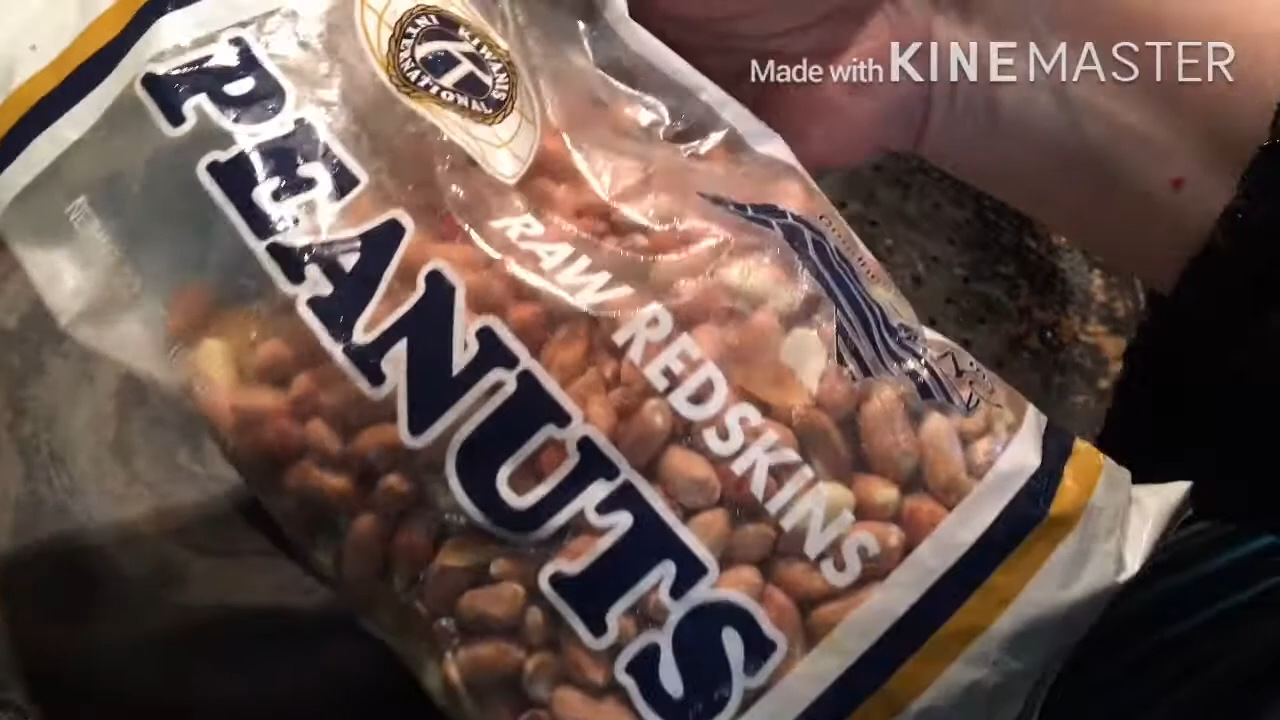 Made with KINEMASTER
KIWANIS INTERNATIONAL
K
PEANUTS
RAW REDSKINS